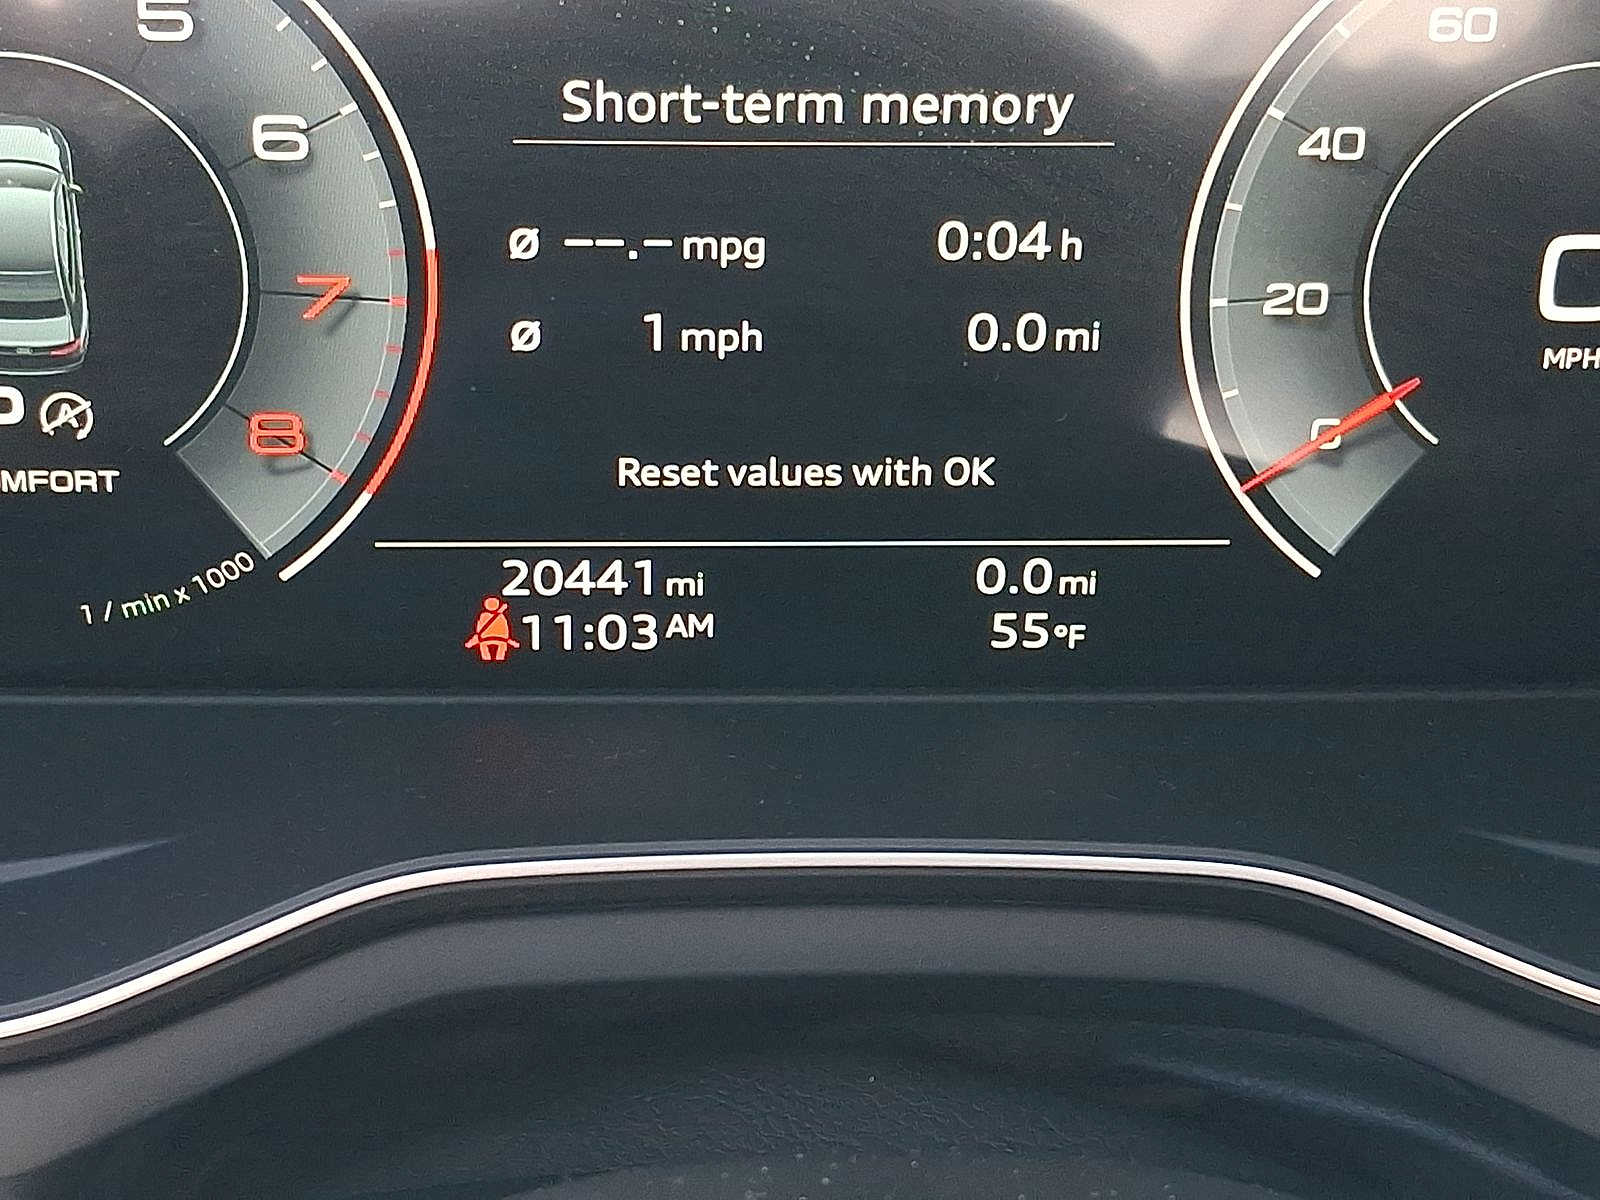 5
6
7
8
1 / min x 1000
Short-term memory
Ø --.- mpg 0:04 h
Ø 1 mph 0.0 mi
Reset values with OK
20441 mi 0.0 mi
11:03 AM 55 °F
60
40
20
0
0
MPH